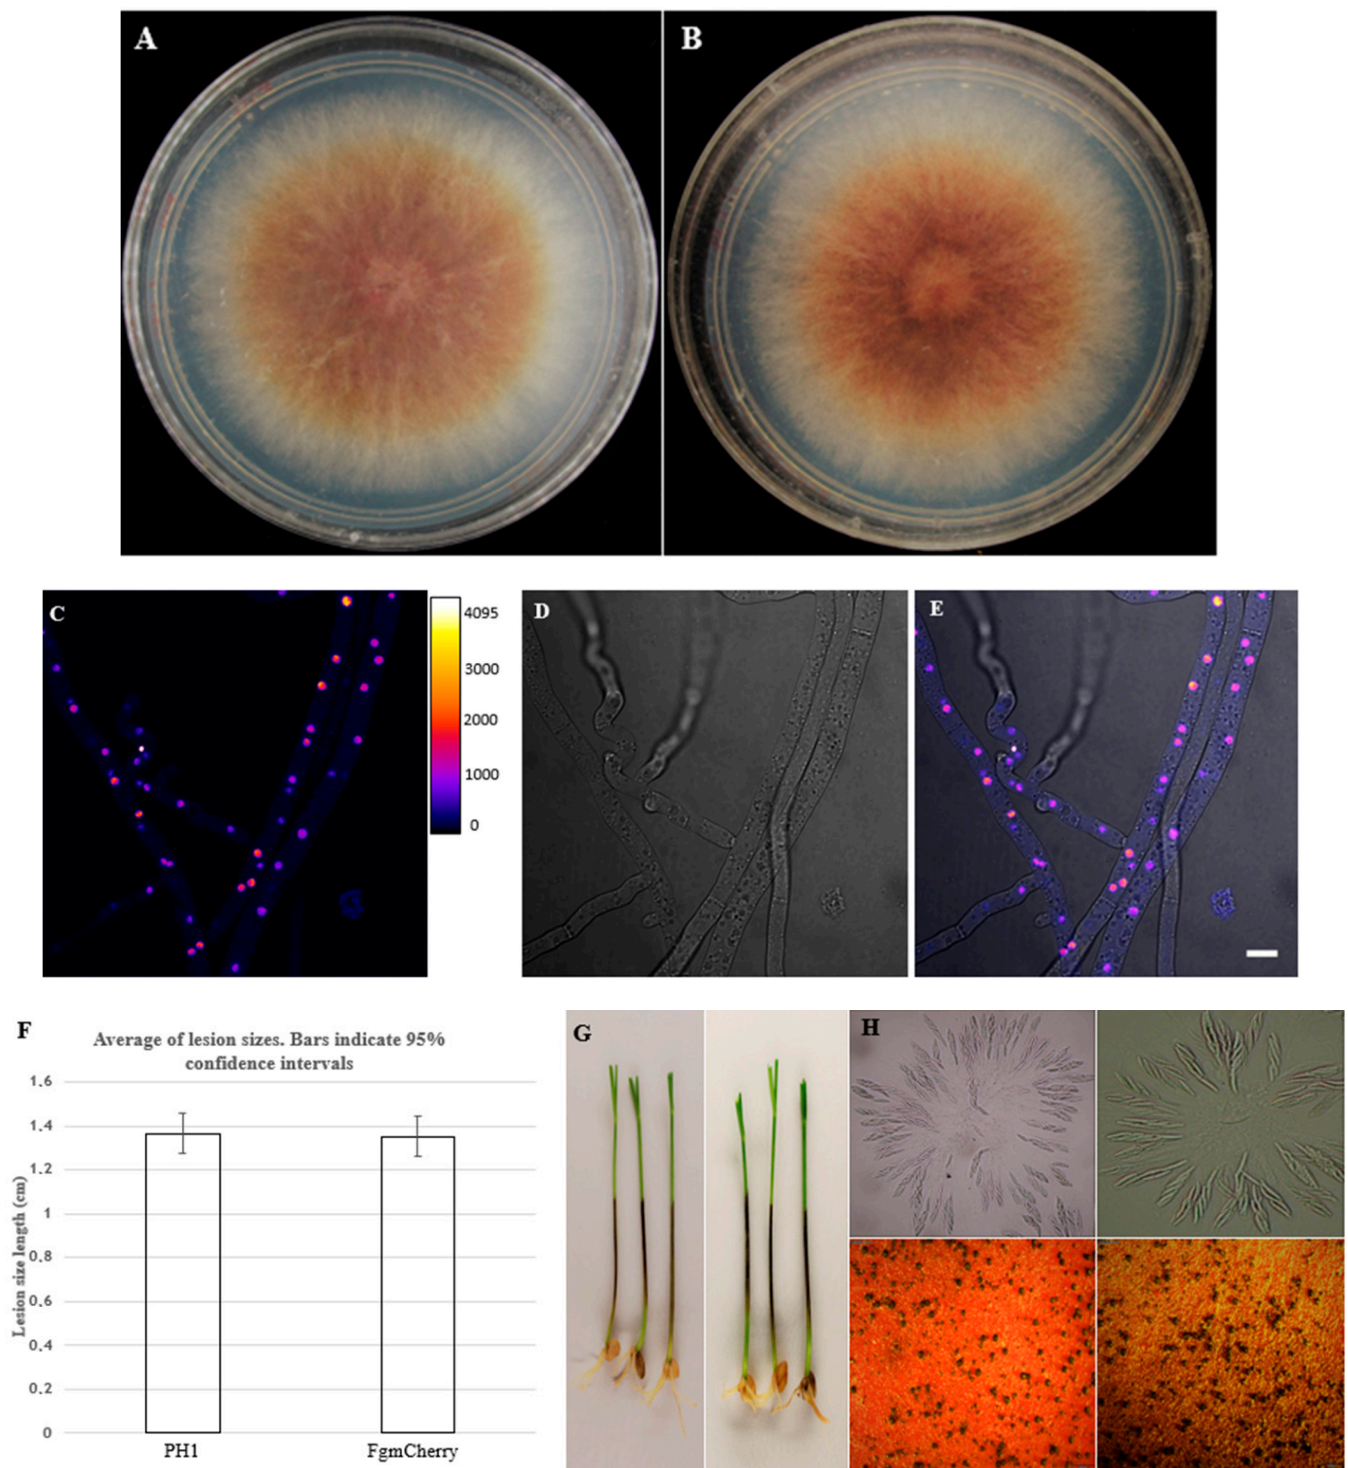 A
B
C
4095
3000
2000
1000
0
D
E
F
Average of lesion sizes. Bars indicate 95%
confidence intervals
Lesion size length (cm)
1.6
1.4
1.2
1
0.8
0.6
0.4
0.2
0
PH1
FgmCherry
G
H